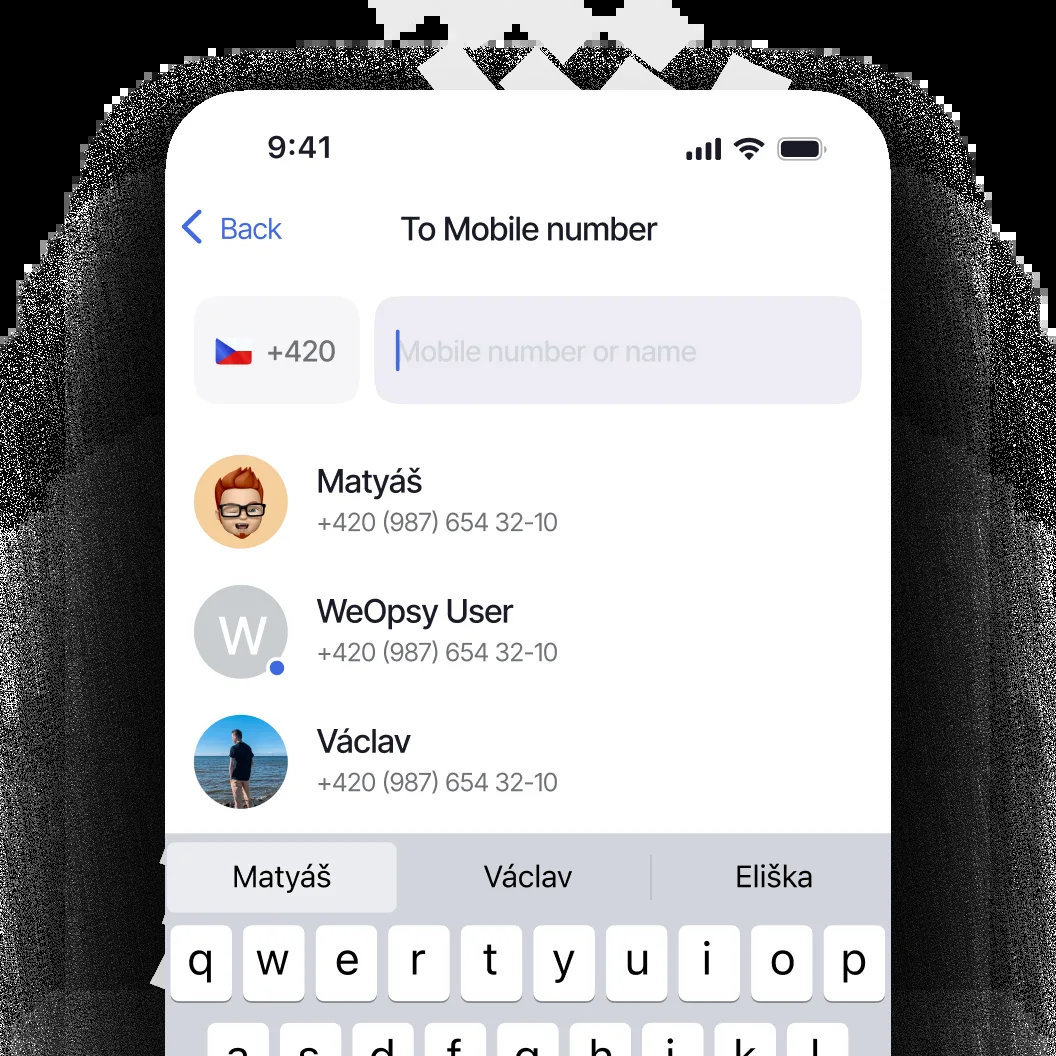 9:41
Back
To Mobile number
+420
Mobile number or name
Matyáš
+420 (987) 654 32-10
W
WeOpsy User
+420 (987) 654 32-10
Václav
+420 (987) 654 32-10
Matyáš Václav Eliška
q w e r t y u i o p
a s d f g h j k l